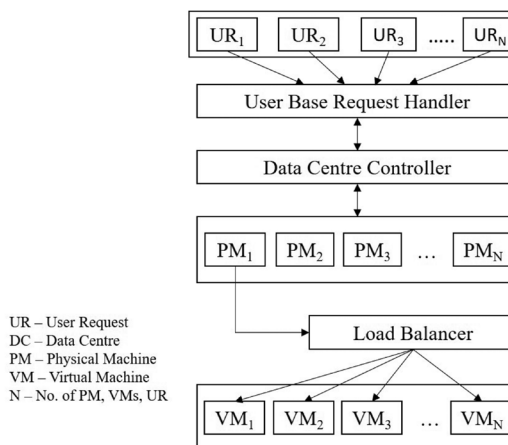 UR1 UR2 UR3 ..... URN
User Base Request Handler
Data Centre Controller
PM1 PM2 PM3 ... PMN
Load Balancer
UR – User Request
DC – Data Centre
PM – Physical Machine
VM – Virtual Machine
N – No. of PM, VMs, UR
VM1 VM2 VM3 ... VMN